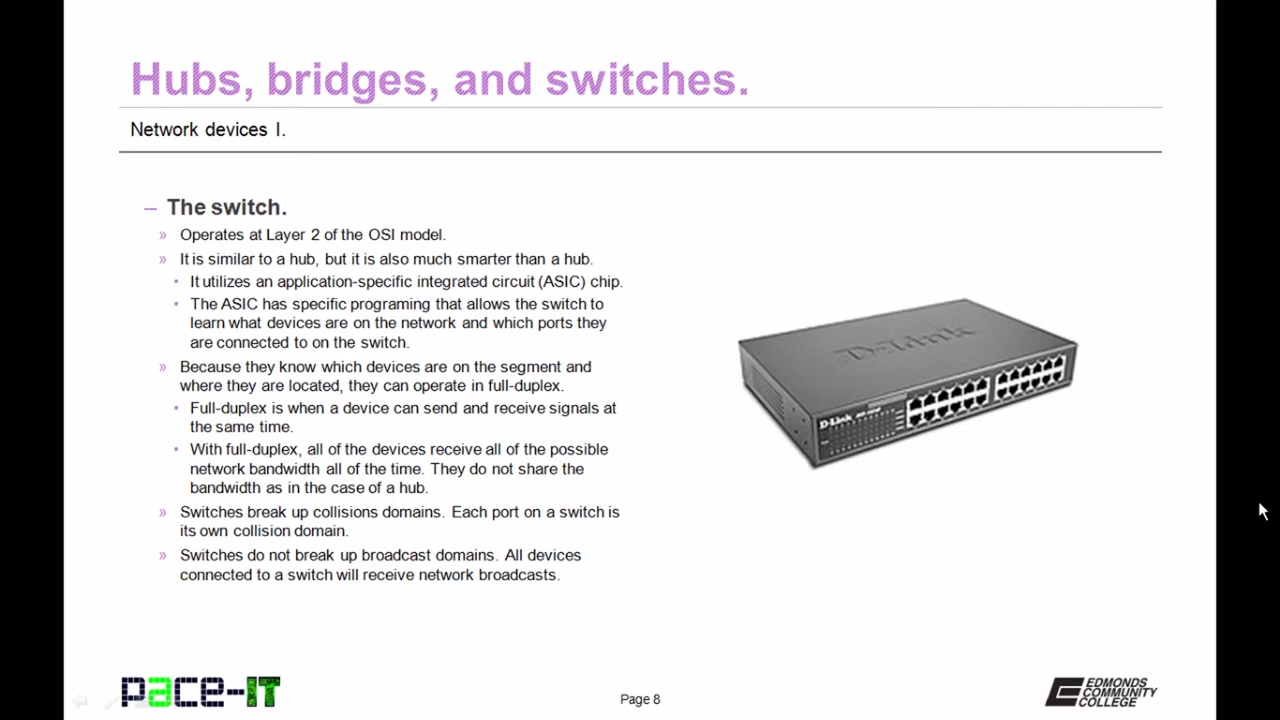 Hubs, bridges, and switches.
Network devices I.
– The switch.
» Operates at Layer 2 of the OSI model.
» It is similar to a hub, but it is also much smarter than a hub.
• It utilizes an application-specific integrated circuit (ASIC) chip.
• The ASIC has specific programing that allows the switch to
learn what devices are on the network and which ports they
are connected to on the switch.
» Because they know which devices are on the segment and
where they are located, they can operate in full-duplex.
• Full-duplex is when a device can send and receive signals at
the same time.
• With full-duplex, all of the devices receive all of the possible
network bandwidth all of the time. They do not share the
bandwidth as in the case of a hub.
» Switches break up collisions domains. Each port on a switch is
its own collision domain.
» Switches do not break up broadcast domains. All devices
connected to a switch will receive network broadcasts.
D-Link
D-Link
pace-IT
Page 8
EDMONDS
COMMUNITY
COLLEGE